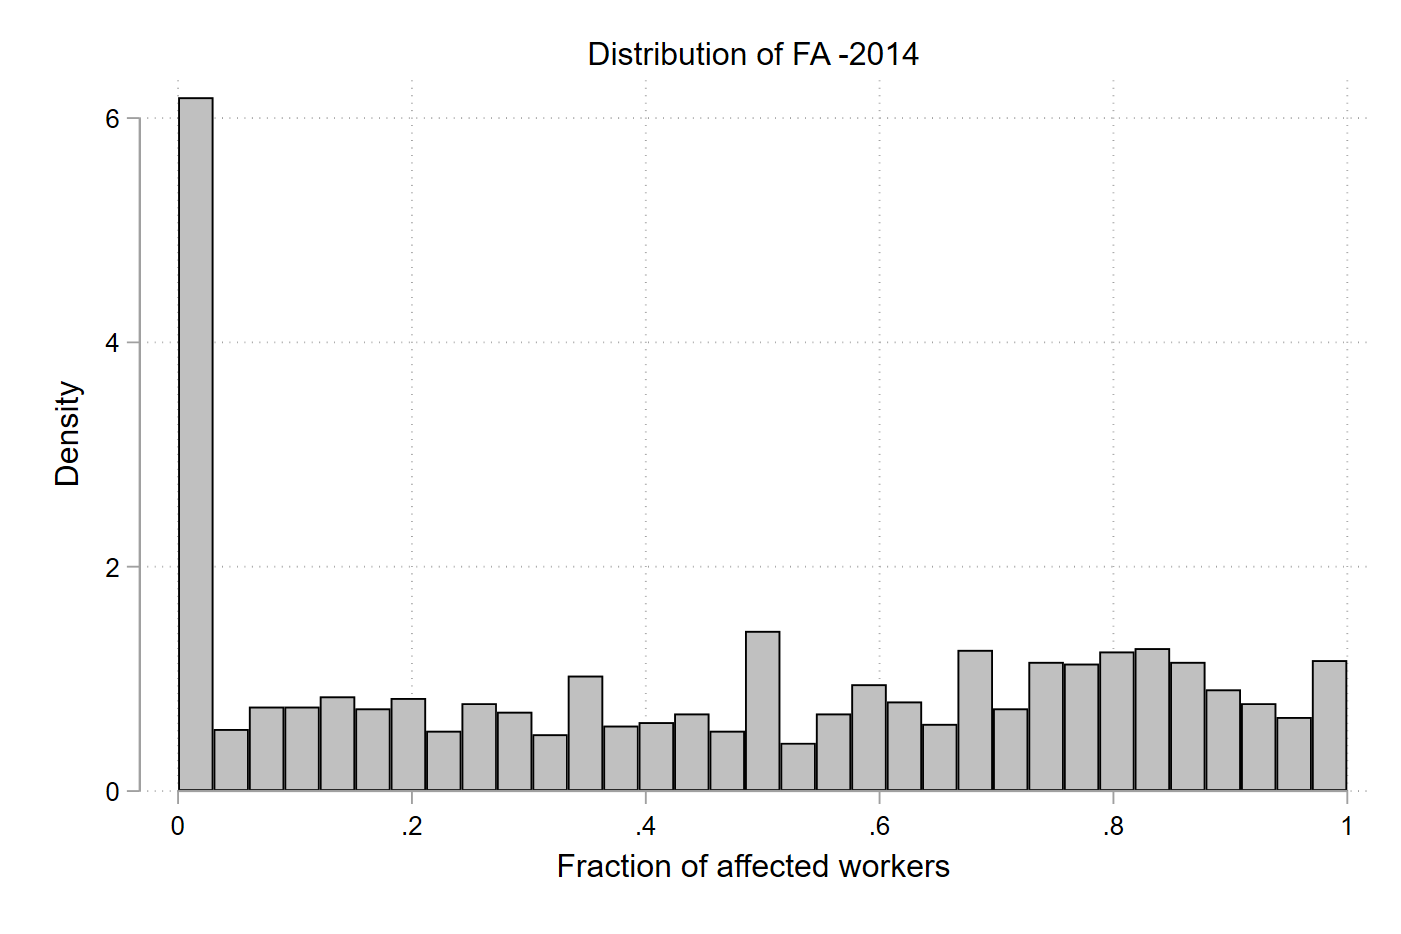 Distribution of FA -2014
Density
6
4
2
0
0 .2 .4 .6 .8 1
Fraction of affected workers